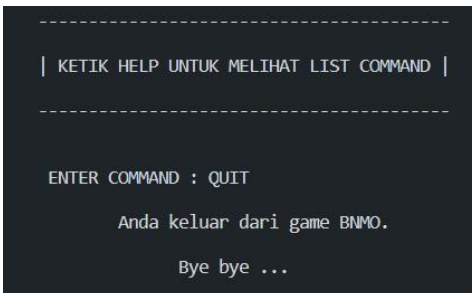 ----------------------------------------
| KETIK HELP UNTUK MELIHAT LIST COMMAND |
----------------------------------------
ENTER COMMAND : QUIT
Anda keluar dari game BNMO.
Bye bye ...